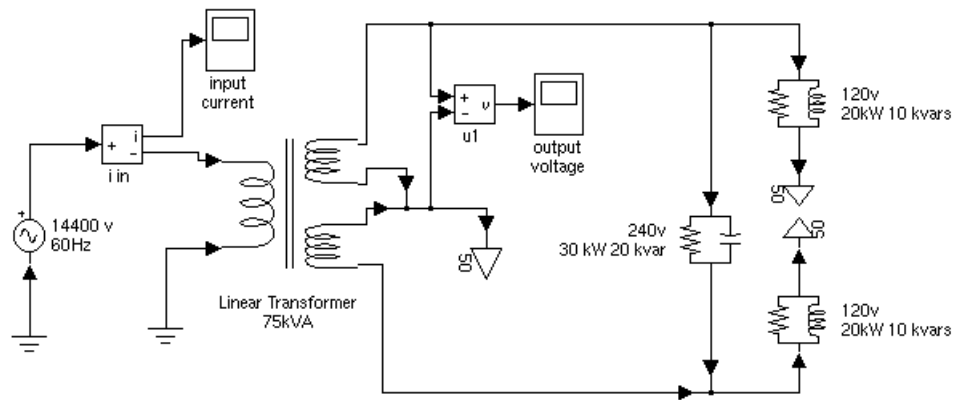 input
current
+
i
-
i in
+
14400 v
60Hz
Linear Transformer
75kVA
+
-
v
u1
output
voltage
50
240v
30 kW 20 kvar
120v
20kW 10 kvars
50
50
120v
20kW 10 kvars